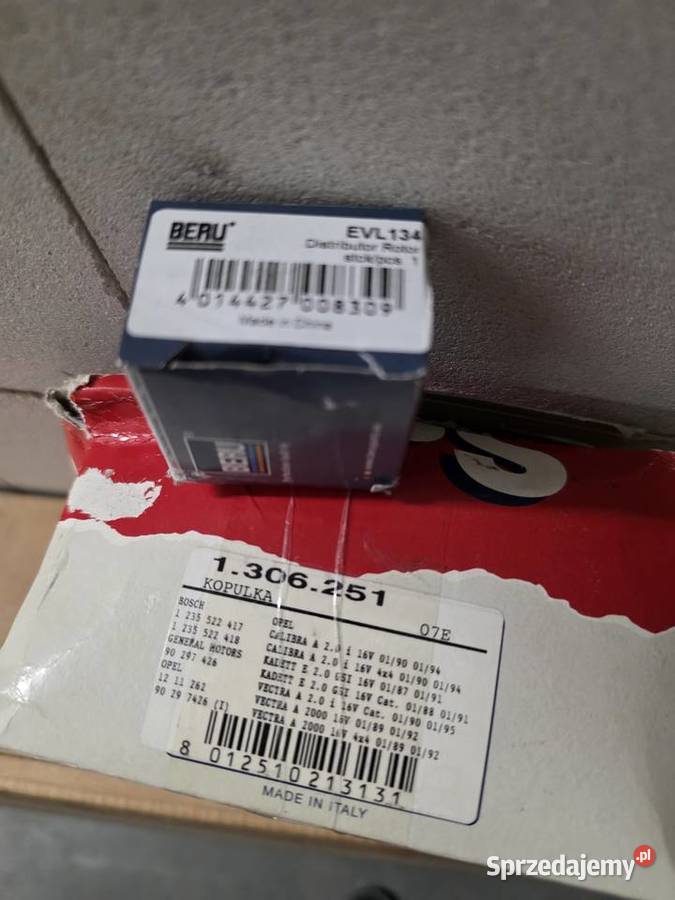 BERU
EVL134
Distributor Rotor
stck/pcs 1
4 014427 008309
Made in China
BERU
1.306.251
KOPULKA
07E
BOSCH
1 235 522 417
1 235 522 418
GENERAL MOTORS
90 297 426
OPEL
12 11 262
90 29 7426 (I)
OPEL
CALIBRA A 2.0 i 16V 01/90 01/94
CALIBRA A 2.0 i 16V 4x4 01/90 01/94
KADETT E 2.0 GSI 16V 01/87 01/91
KADETT E 2.0 GSI 16V Cat. 01/88 01/91
VECTRA A 2.0 i 16V Cat. 01/90 01/95
VECTRA A 2000 16V 01/89 01/92
VECTRA A 2000 16V 4x4 01/89 01/92
8 012510 213131
MADE IN ITALY
Sprzedajemy.pl